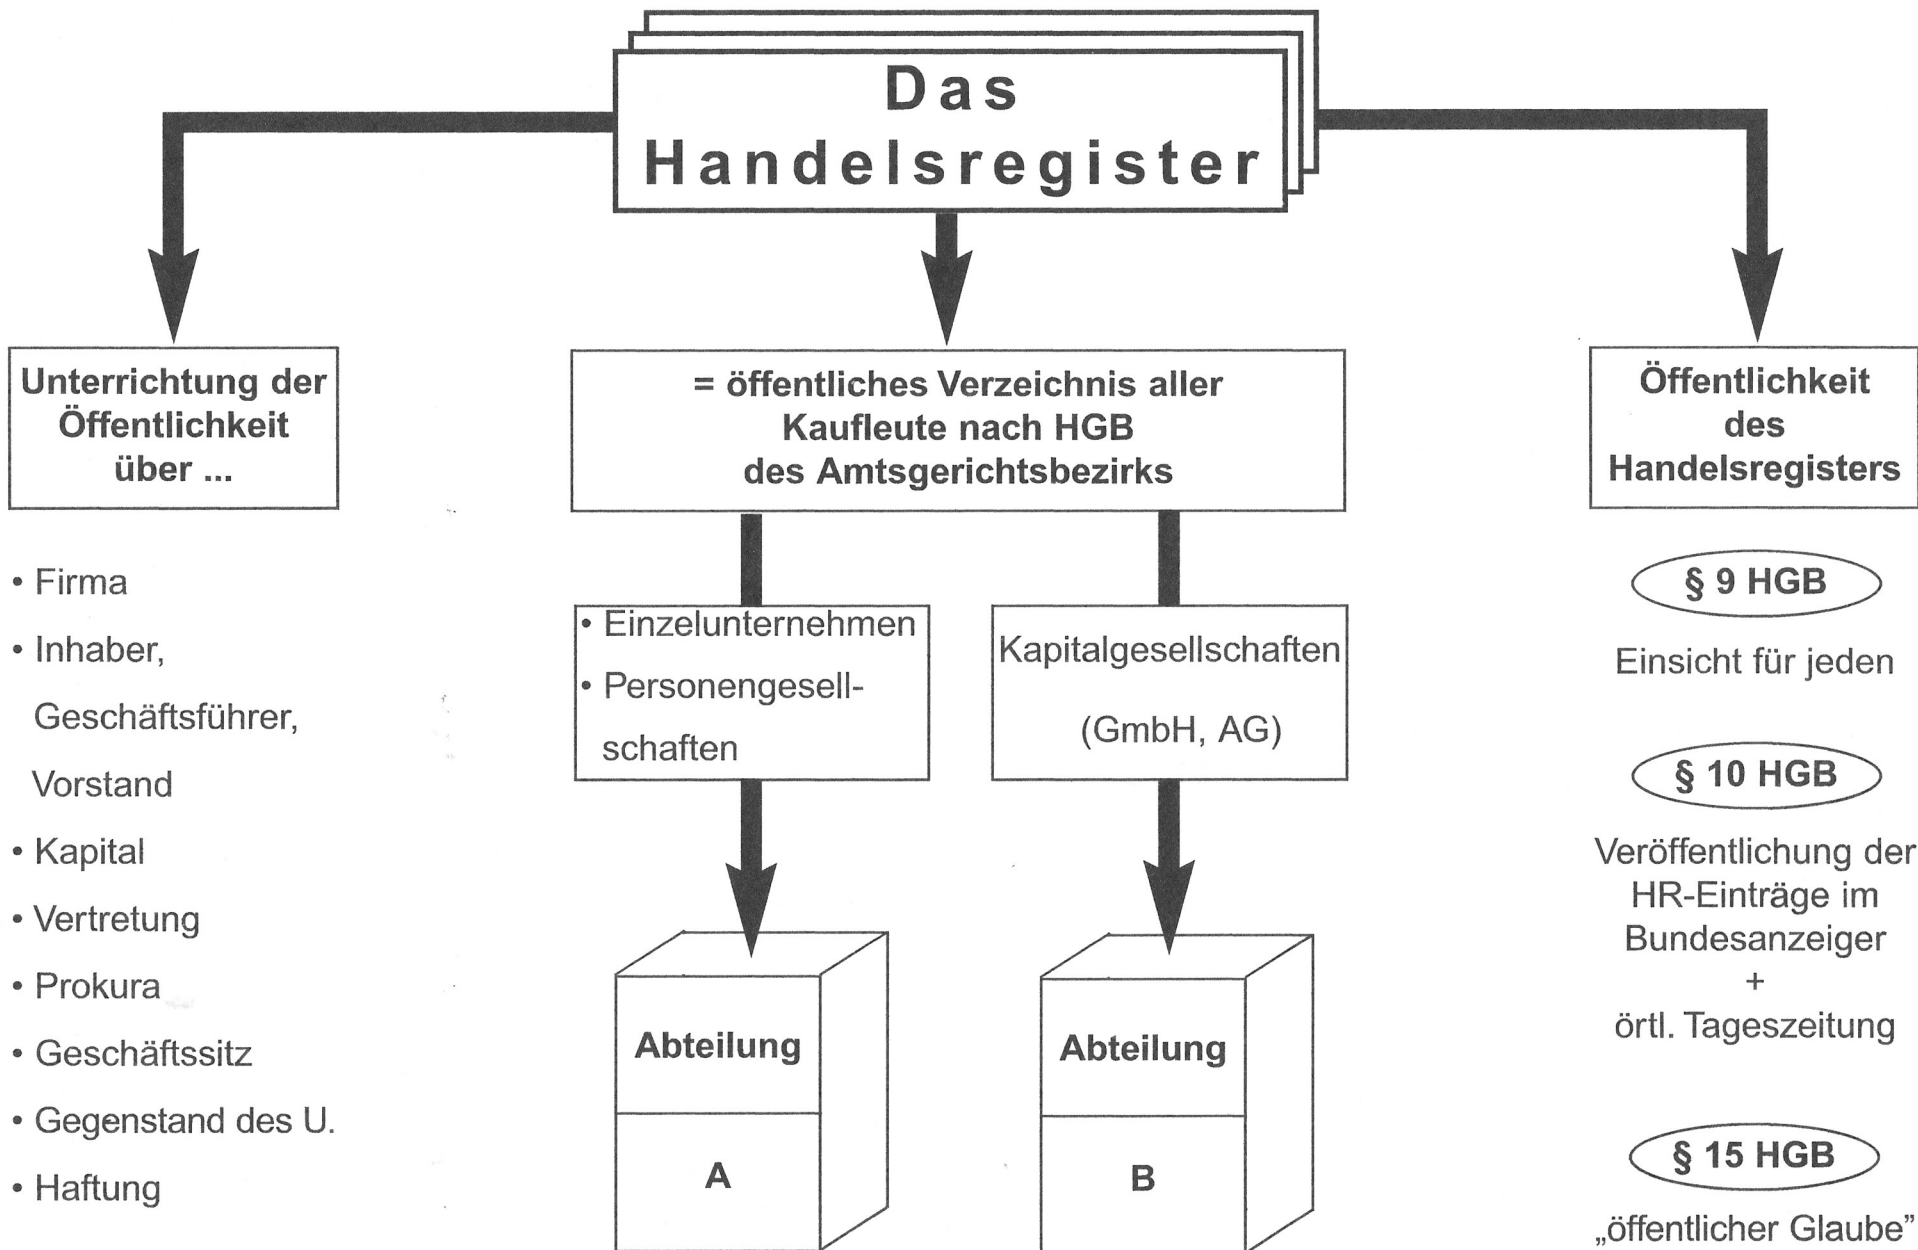 Das
Handelsregister
Unterrichtung der
Öffentlichkeit
über ...
• Firma
• Inhaber,
Geschäftsführer,
Vorstand
• Kapital
• Vertretung
• Prokura
• Geschäftssitz
• Gegenstand des U.
• Haftung
= öffentliches Verzeichnis aller
Kaufleute nach HGB
des Amtsgerichtsbezirks
• Einzelunternehmen
• Personengesell-
schaften
Abteilung
A
Kapitalgesellschaften
(GmbH, AG)
Abteilung
B
Öffentlichkeit
des
Handelsregisters
§ 9 HGB
Einsicht für jeden
§ 10 HGB
Veröffentlichung der
HR-Einträge im
Bundesanzeiger
+
örtl. Tageszeitung
§ 15 HGB
„öffentlicher Glaube”